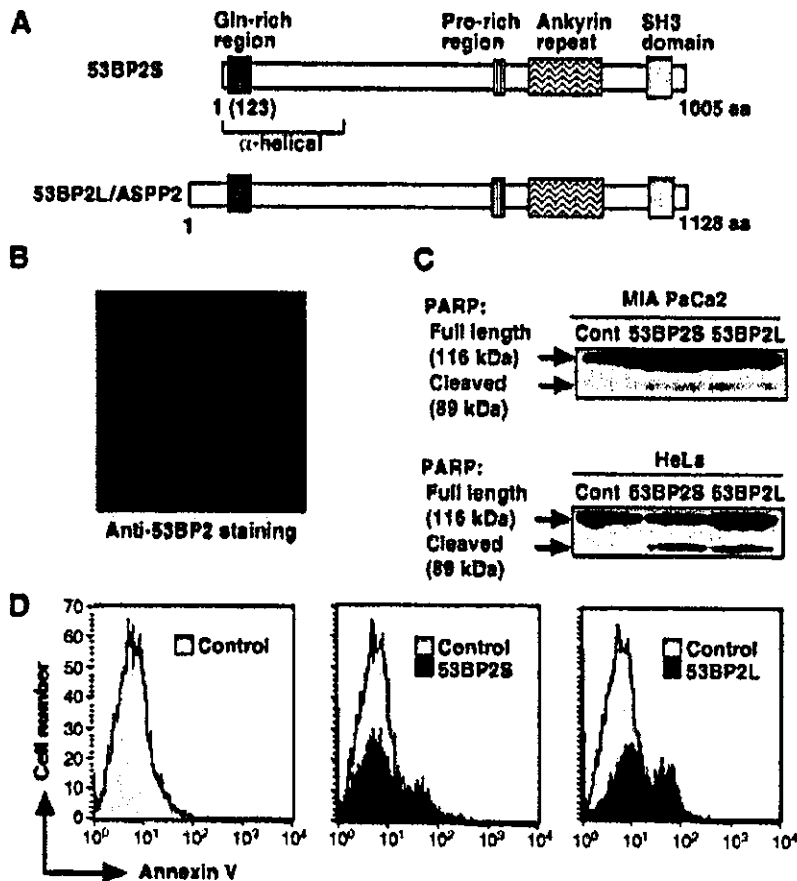 A
Gln-rich region
Pro-rich region
Ankyrin repeat
SH3 domain
53BP2S
1 (123)
1005 aa
α-helical
53BP2L/ASPP2
1
1128 aa
B
Anti-53BP2 staining
C
MIA PaCa2
PARP:
Full length
Cont 53BP2S 53BP2L
(116 kDa)
Cleaved
(89 kDa)
HeLa
PARP:
Full length
Cont 53BP2S 53BP2L
(116 kDa)
Cleaved
(89 kDa)
D
70
60
50
40
30
20
10
0
Cell number
Control
10⁰ 10¹ 10² 10³ 10⁴
Control
53BP2S
10⁰ 10¹ 10² 10³ 10⁴
Control
53BP2L
10⁰ 10¹ 10² 10³ 10⁴
Annexin V